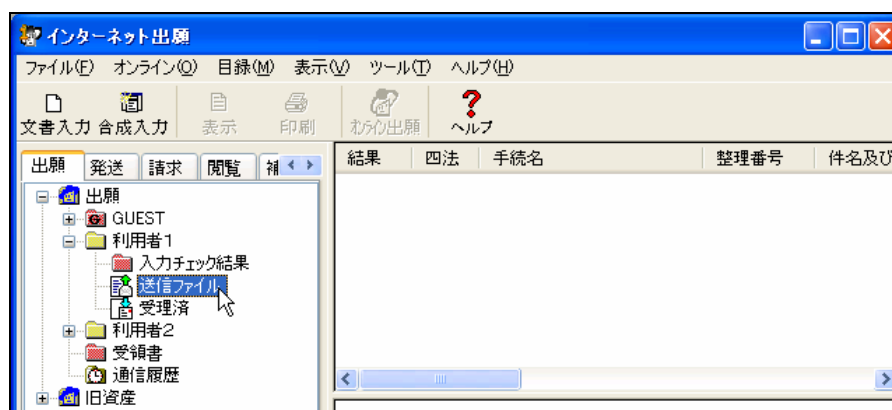 インターネット出願
ファイル(F) オンライン(O) 目録(M) 表示(V) ツール(T) ヘルプ(H)
文書入力 合成入力 表示 印刷 オンライン出願 ヘルプ
出願 発送 請求 閲覧 補
結果 四法 手続名 整理番号 件名及び
出願
GUEST
利用者1
入力チェック結果
送信ファイル
受理済
利用者2
受領書
通信履歴
旧資産